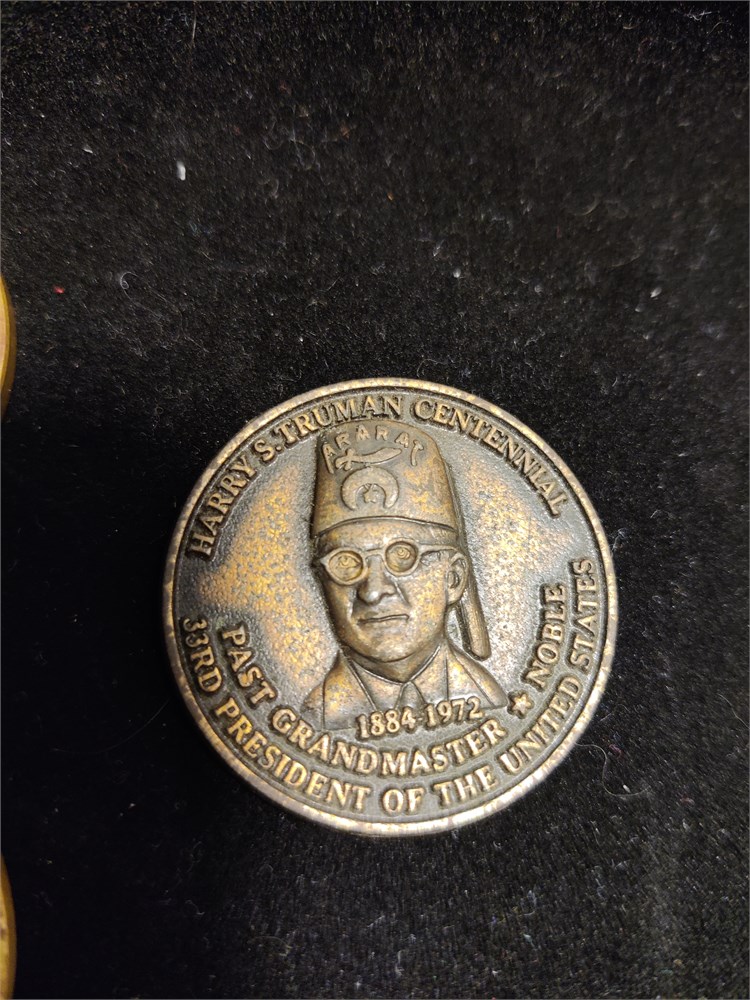 HARRY S. TRUMAN CENTENNIAL
ARARAT
1884-1972
PAST GRANDMASTER ★ NOBLE
33RD PRESIDENT OF THE UNITED STATES